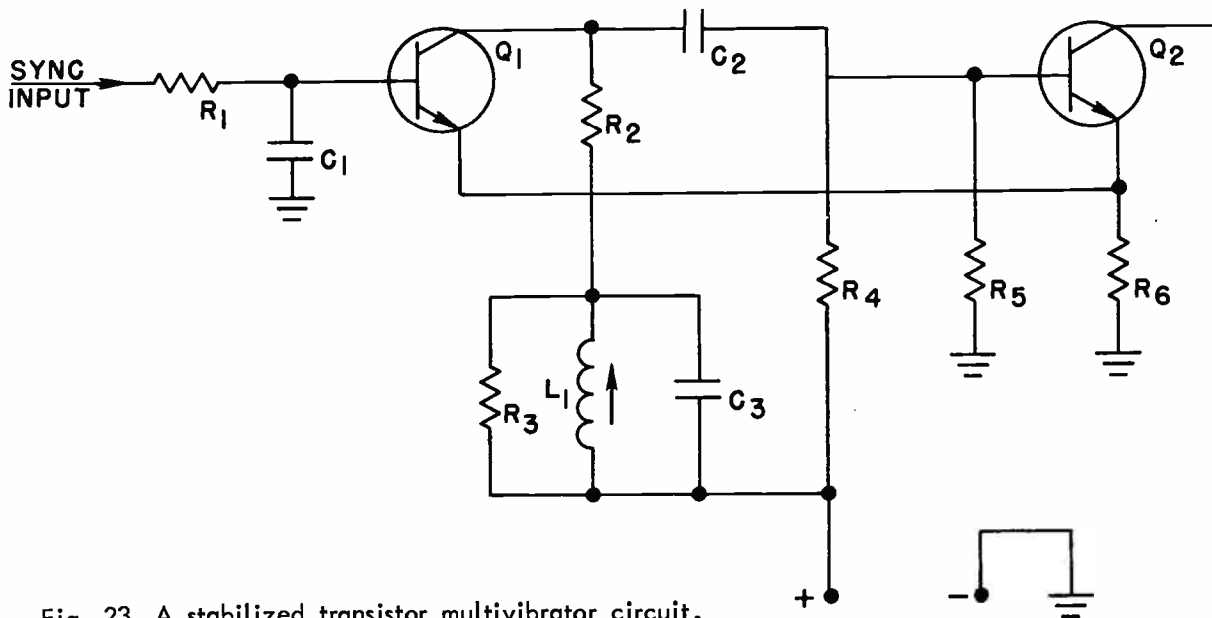 SYNC
INPUT
R1
C1
Q1
R2
C2
Q2
R4
R5
R6
R3
L1
C3
+
-
Fig. 23 A stabilized transistor multivibrator circuit.